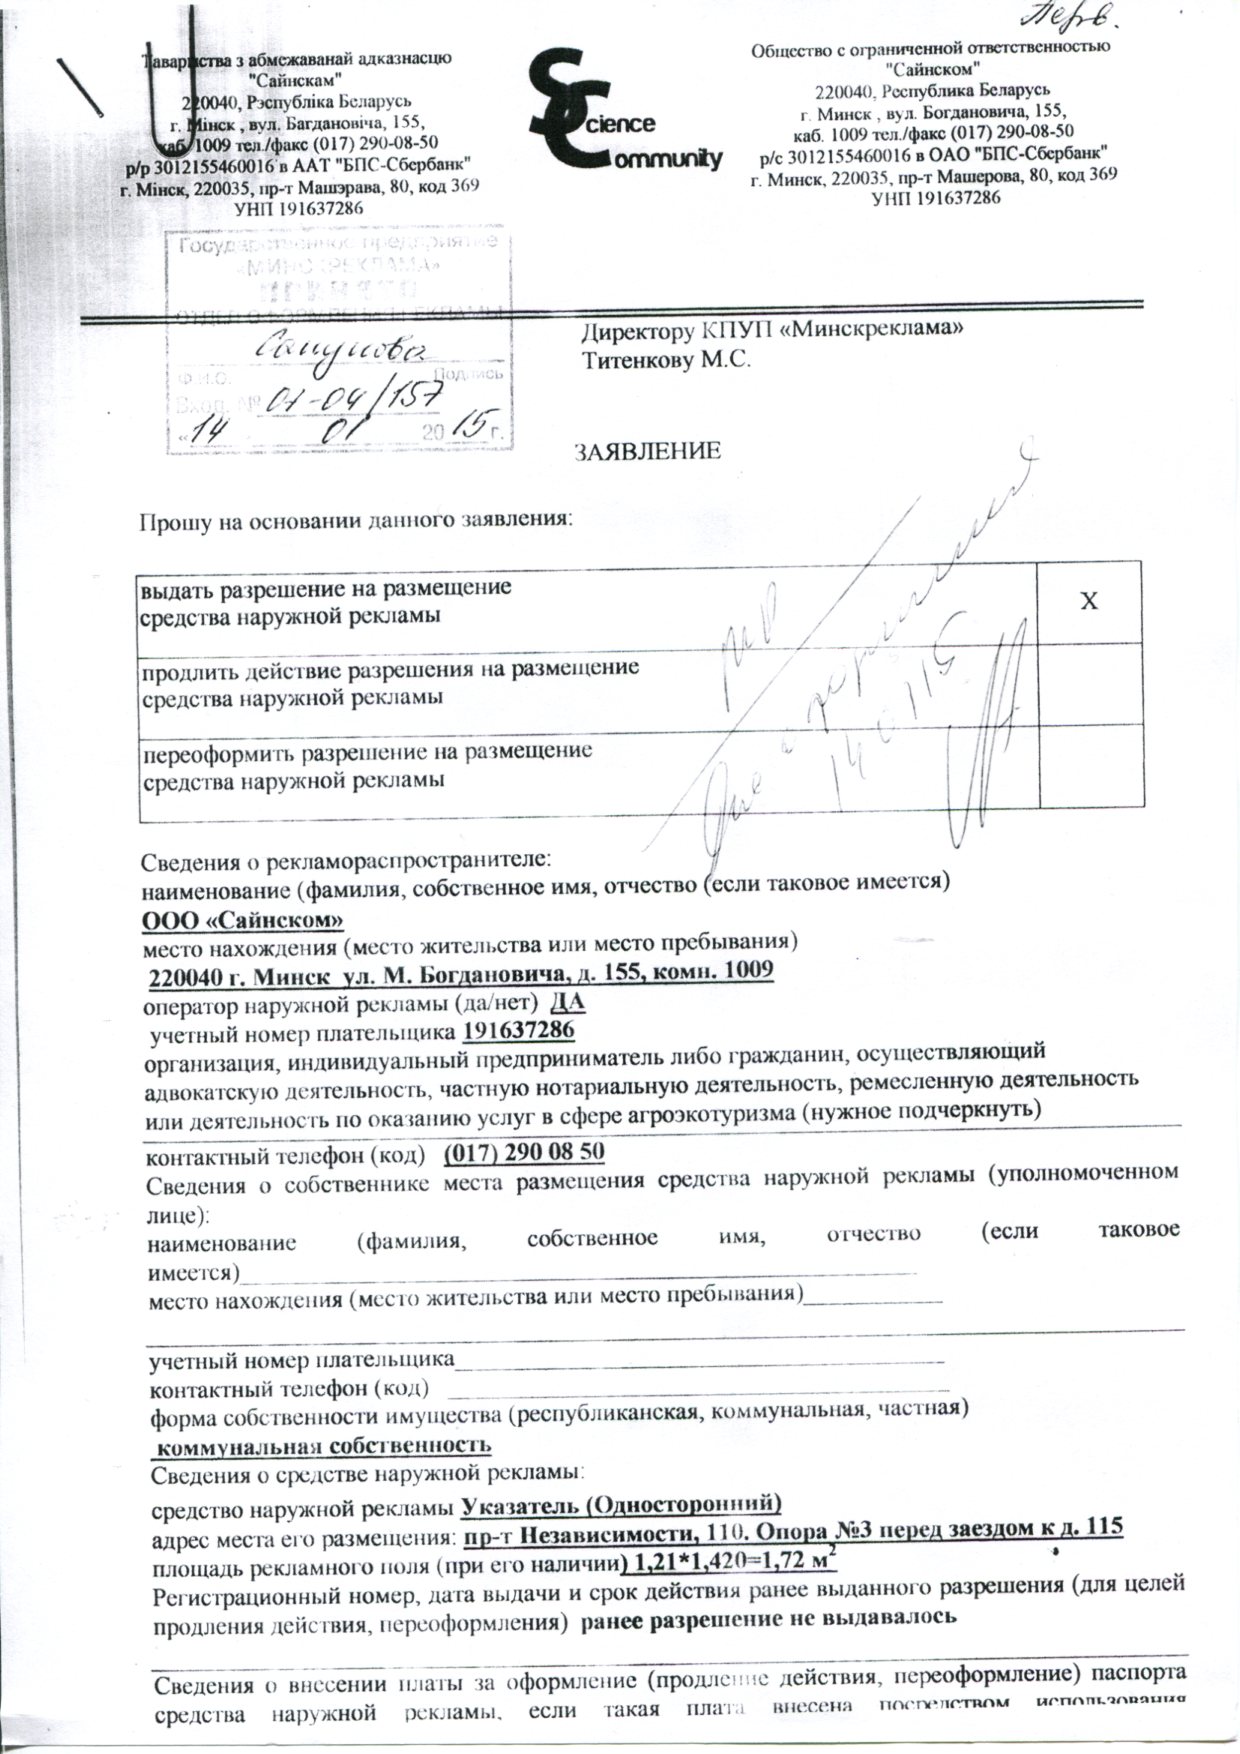 Перв.
Таварыства з абмежаванай адказнасцю
"Сайнскам"
220040, Рэспубліка Беларусь
г. Мінск , вул. Багдановіча, 155,
каб. 1009 тел./факс (017) 290-08-50
р/р 3012155460016 в ААТ "БПС-Сбербанк"
г. Мінск, 220035, пр-т Машэрава, 80, код 369
УНП 191637286
Science
Community
Общество с ограниченной ответственностью
"Сайнском"
220040, Республика Беларусь
г. Минск , вул. Богдановича, 155,
каб. 1009 тел./факс (017) 290-08-50
р/с 3012155460016 в ОАО "БПС-Сбербанк"
г. Минск, 220035, пр-т Машерова, 80, код 369
УНП 191637286
Государственное предприятие
«МИНСКРЕКЛАМА»
Ф.И.О. Подпись
Вход. № 01-04/157
«14 01 2015 г.
Директору КПУП «Минскреклама»
Титенкову М.С.
ЗАЯВЛЕНИЕ
Прошу на основании данного заявления:
выдать разрешение на размещение
средства наружной рекламы
X
продлить действие разрешения на размещение
средства наружной рекламы
переоформить разрешение на размещение
средства наружной рекламы
Сведения о рекламораспространителе:
наименование (фамилия, собственное имя, отчество (если таковое имеется)
ООО «Сайнском»
место нахождения (место жительства или место пребывания)
220040 г. Минск ул. М. Богдановича, д. 155, комн. 1009
оператор наружной рекламы (да/нет) ДА
учетный номер плательщика 191637286
организация, индивидуальный предприниматель либо гражданин, осуществляющий
адвокатскую деятельность, частную нотариальную деятельность, ремесленную деятельность
или деятельность по оказанию услуг в сфере агроэкотуризма (нужное подчеркнуть)
контактный телефон (код) (017) 290 08 50
Сведения о собственнике места размещения средства наружной рекламы (уполномоченном
лице):
наименование (фамилия, собственное имя, отчество (если таковое
имеется)
место нахождения (место жительства или место пребывания)
учетный номер плательщика
контактный телефон (код)
форма собственности имущества (республиканская, коммунальная, частная)
коммунальная собственность
Сведения о средстве наружной рекламы:
средство наружной рекламы Указатель (Односторонний)
адрес места его размещения: пр-т Независимости, 110. Опора №3 перед заездом к д. 115
площадь рекламного поля (при его наличии) 1,21*1,420=1,72 м2
Регистрационный номер, дата выдачи и срок действия ранее выданного разрешения (для целей
продления действия, переоформления) ранее разрешение не выдавалось
Сведения о внесении платы за оформление (продление действия, переоформление) паспорта
средства наружной рекламы, если такая плата внесена посредством использования